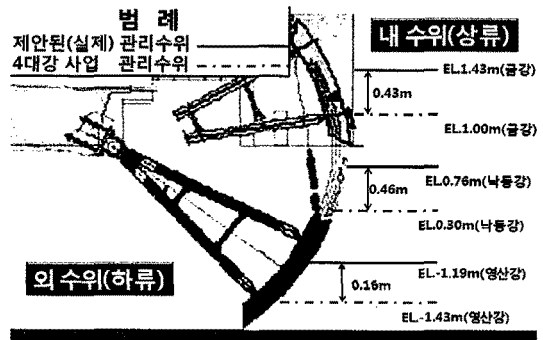 범 례
제안된(실제) 관리수위
4대강 사업 관리수위
내 수위(상류)
EL.1.43m(금강)
0.43m
EL.1.00m(금강)
EL.0.76m(낙동강)
0.46m
EL.0.30m(낙동강)
외 수위(하류)
EL.-1.19m(영산강)
0.16m
EL.-1.43m(영산강)